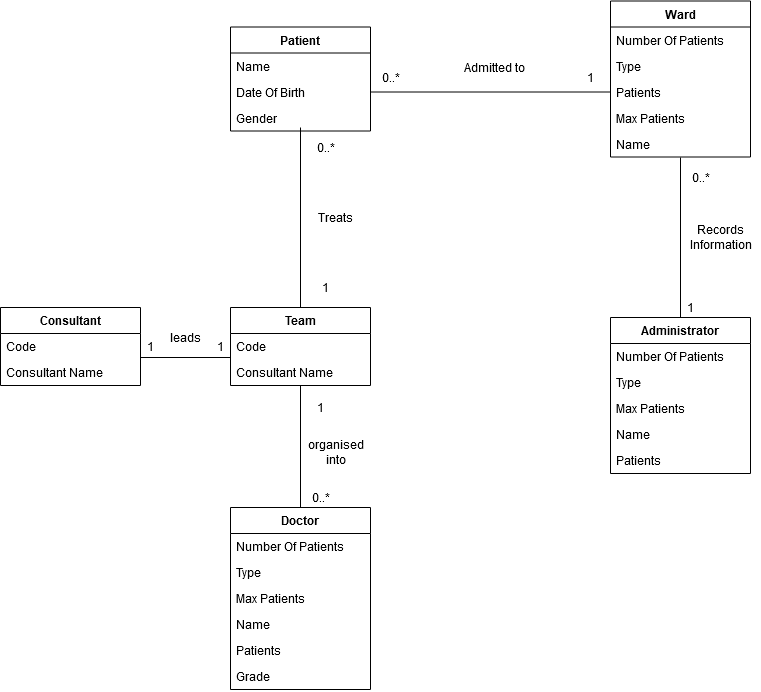 Patient
Name
Date Of Birth
Gender
0..*
Admitted to
1
Ward
Number Of Patients
Type
Patients
Max Patients
Name
0..*
Treats
1
0..*
Records
Information
1
Consultant
Code
Consultant Name
1
leads
1
Team
Code
Consultant Name
Administrator
Number Of Patients
Type
Max Patients
Name
Patients
1
organised
into
0..*
Doctor
Number Of Patients
Type
Max Patients
Name
Patients
Grade